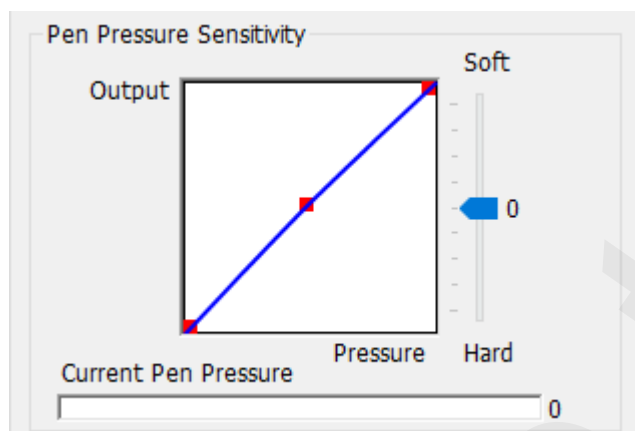 Pen Pressure Sensitivity
Soft
Output
0
Pressure
Hard
Current Pen Pressure
0